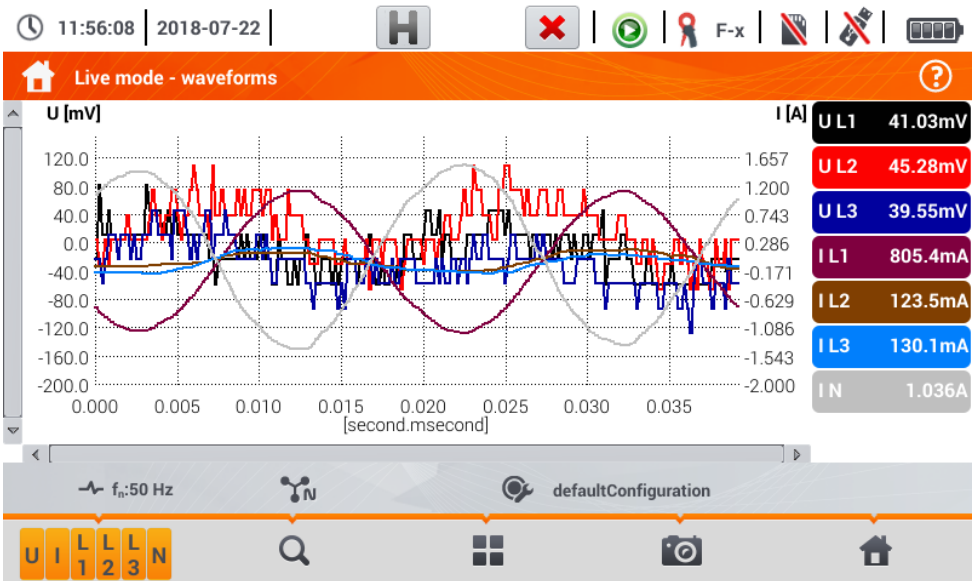 11:56:08 2018-07-22 H F-x
Live mode - waveforms ?
U [mV] I [A]
120.0 1.657
80.0 1.200
40.0 0.743
0.0 0.286
-40.0 -0.171
-80.0 -0.629
-120.0 -1.086
-160.0 -1.543
-200.0 -2.000
0.000 0.005 0.010 0.015 0.020 0.025 0.030 0.035
[second.msecond]
U L1 41.03mV
U L2 45.28mV
U L3 39.55mV
I L1 805.4mA
I L2 123.5mA
I L3 130.1mA
I N 1.036A
fn:50 Hz N defaultConfiguration
U I L1 L2 L3 N